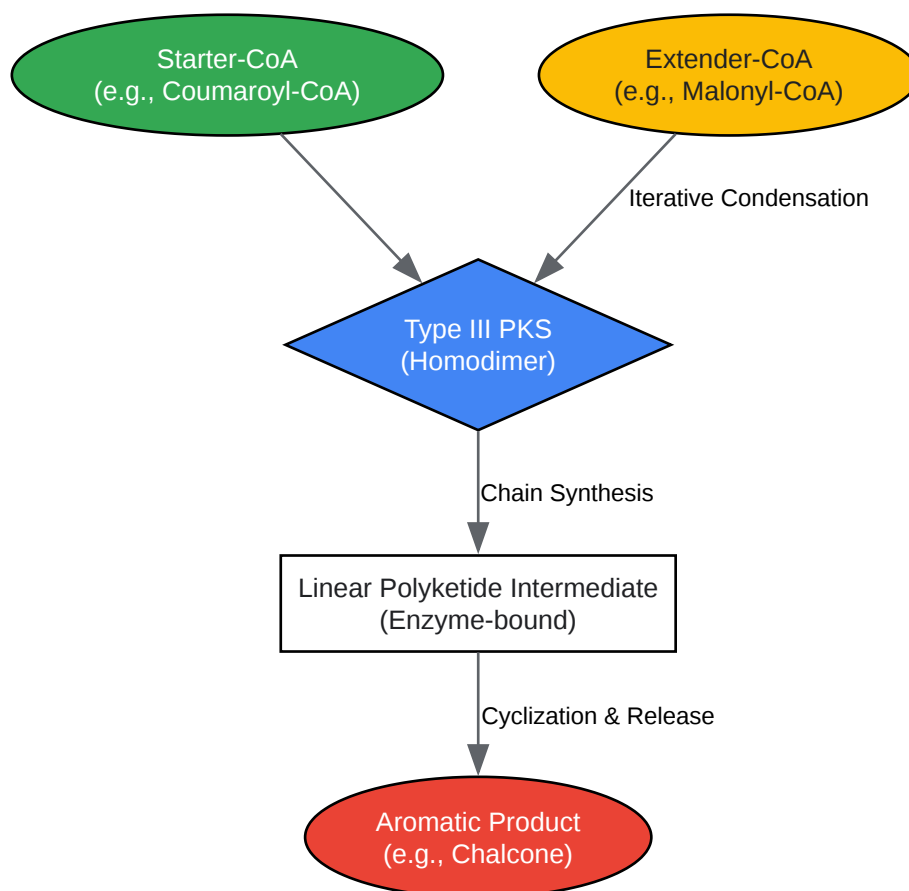 Starter-CoA
(e.g., Coumaroyl-CoA)
Extender-CoA
(e.g., Malonyl-CoA)
Iterative Condensation
Type III PKS
(Homodimer)
Chain Synthesis
Linear Polyketide Intermediate
(Enzyme-bound)
Cyclization & Release
Aromatic Product
(e.g., Chalcone)